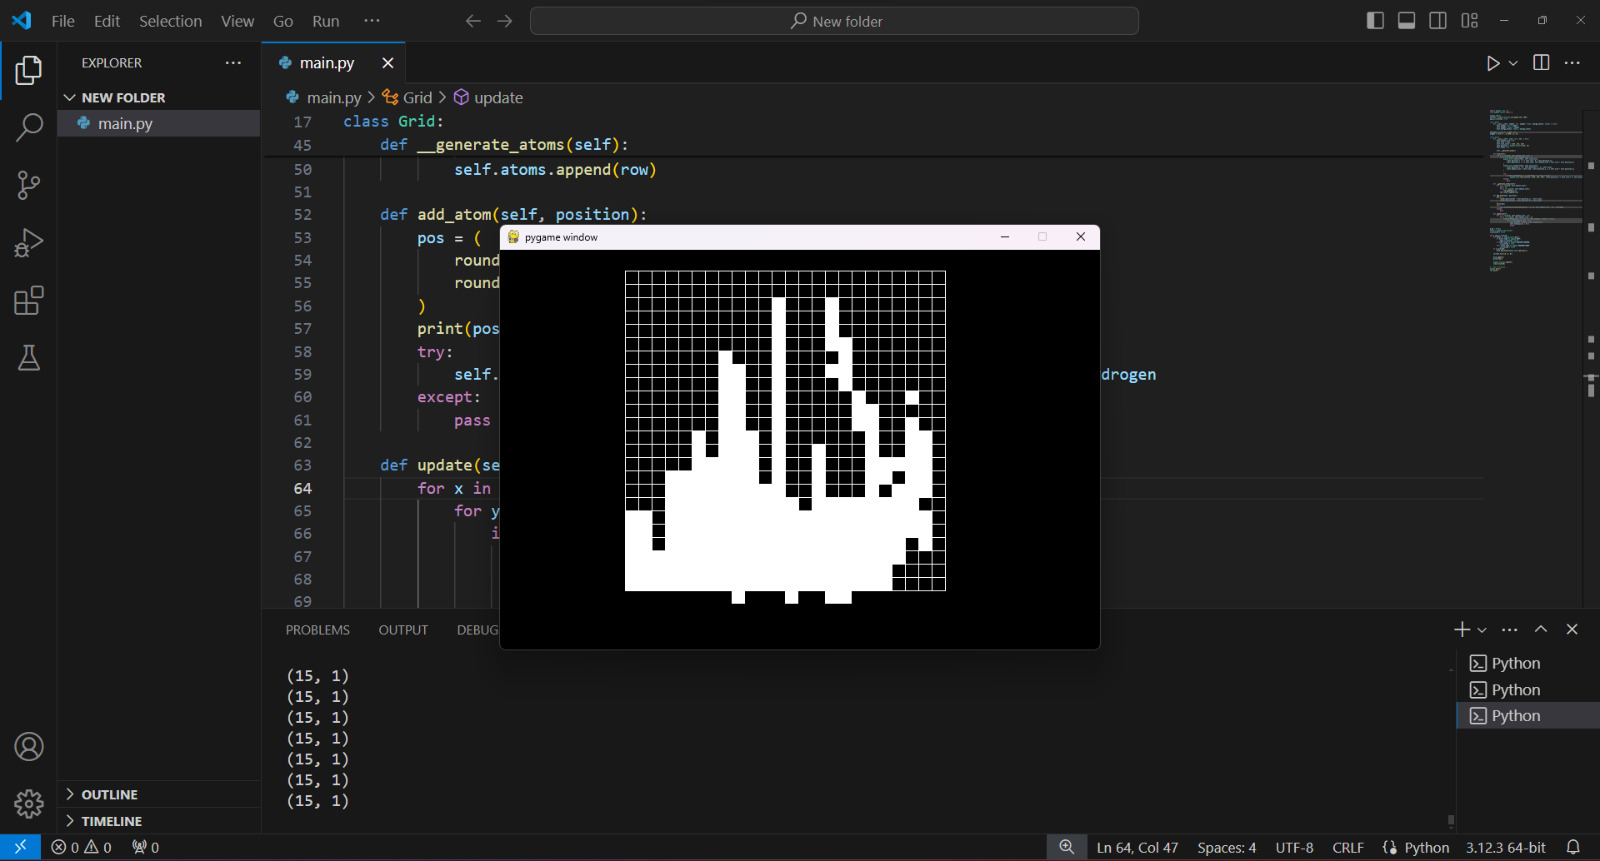 File Edit Selection View Go Run ···
New folder
EXPLORER ···
NEW FOLDER
main.py
main.py
main.py > Grid > update
17 class Grid:
45 def __generate_atoms(self):
50 self.atoms.append(row)
51
52 def add_atom(self, position):
53 pos = (
54 round
55 round
56 )
57 print(pos
58 try:
59 self. drogen
60 except:
61 pass
62
63 def update(se
64 for x in
65 for y
66 i
67
68
69
pygame window
PROBLEMS OUTPUT DEBUG
(15, 1)
(15, 1)
(15, 1)
(15, 1)
(15, 1)
(15, 1)
(15, 1)
Python
Python
Python
OUTLINE
TIMELINE
0 0 0
Ln 64, Col 47 Spaces: 4 UTF-8 CRLF Python 3.12.3 64-bit